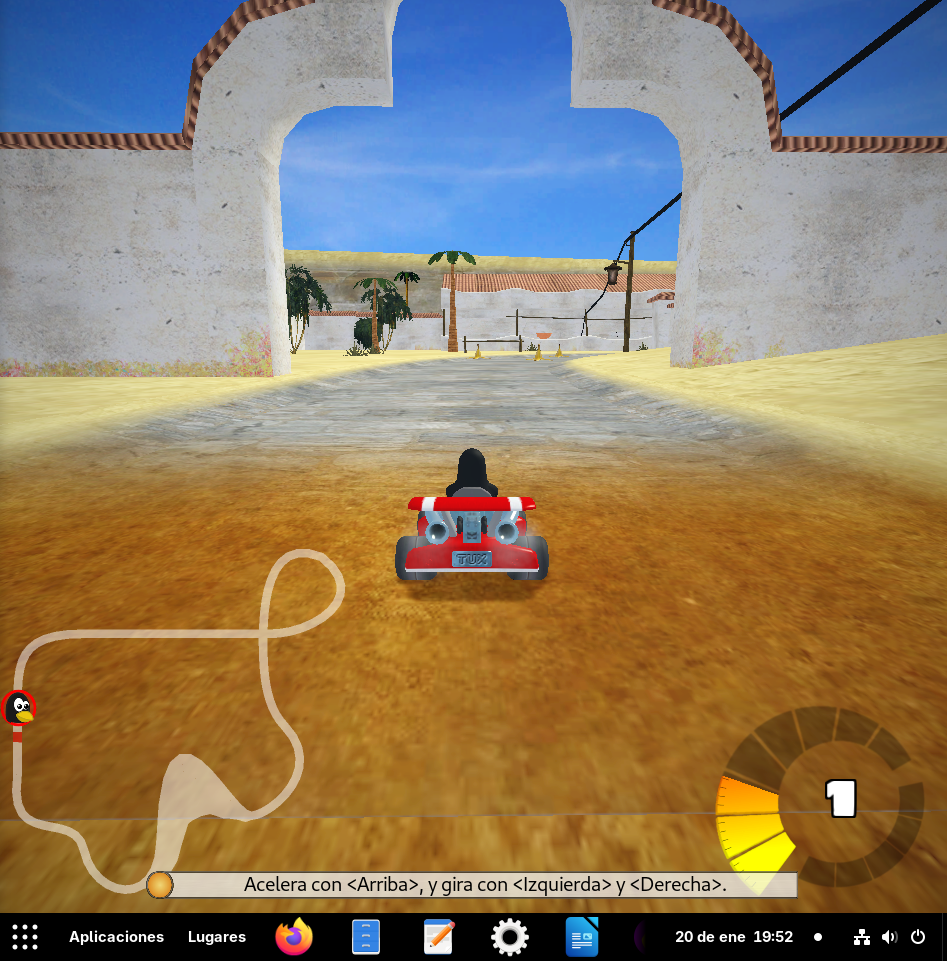 TUX
1
Acelera con <Arriba>, y gira con <Izquierda> y <Derecha>.
Aplicaciones Lugares 20 de ene 19:52